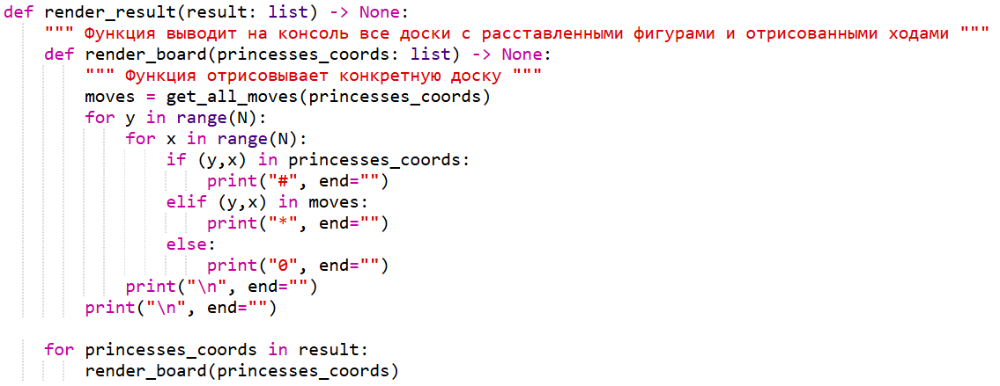 def render_result(result: list) -> None:
    """ Функция выводит на консоль все доски с расставленными фигурами и отрисованными ходами """
    def render_board(princesses_coords: list) -> None:
        """ Функция отрисовывает конкретную доску """
        moves = get_all_moves(princesses_coords)
        for y in range(N):
            for x in range(N):
                if (y,x) in princesses_coords:
                    print("#", end="")
                elif (y,x) in moves:
                    print("*", end="")
                else:
                    print("0", end="")
            print("\n", end="")
        print("\n", end="")

    for princesses_coords in result:
        render_board(princesses_coords)